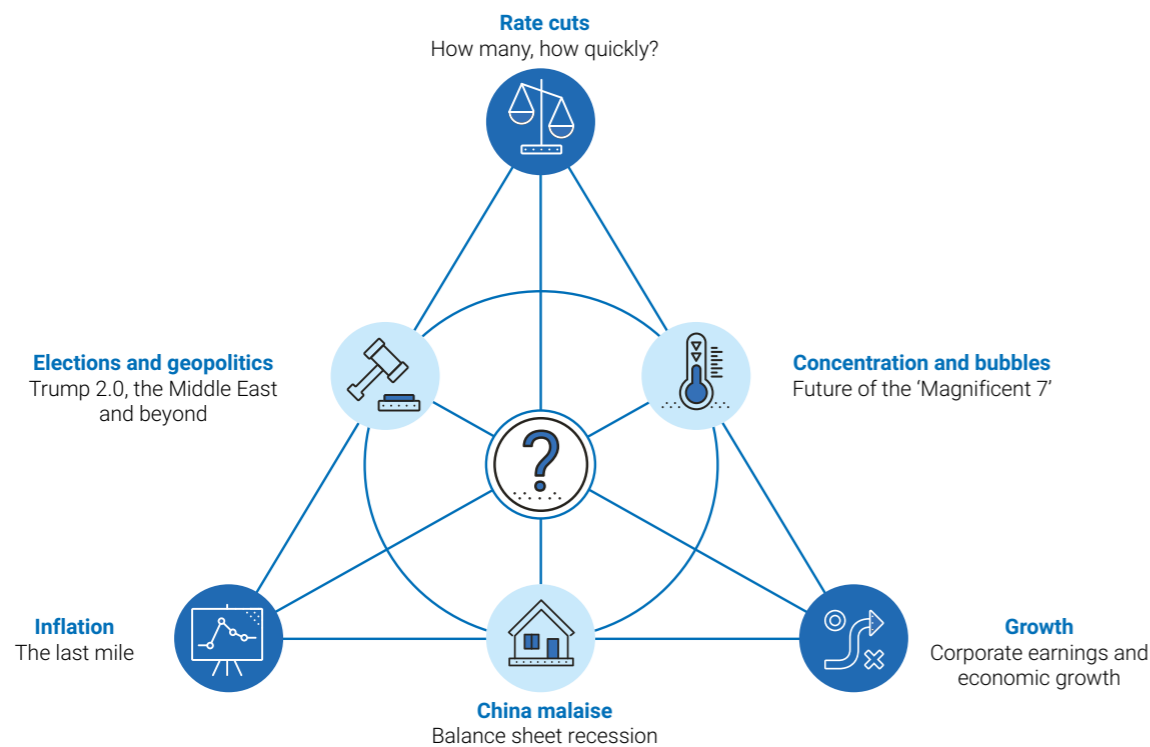 Rate cuts
How many, how quickly?
Elections and geopolitics
Trump 2.0, the Middle East
and beyond
Concentration and bubbles
Future of the ‘Magnificent 7’
?
Inflation
The last mile
Growth
Corporate earnings and
economic growth
China malaise
Balance sheet recession